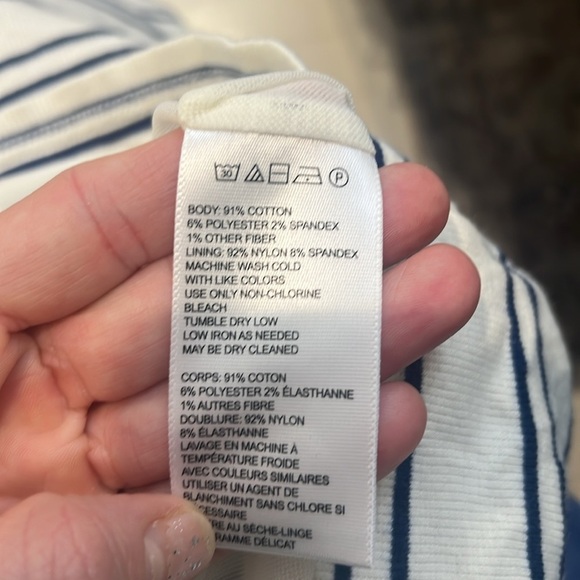 30
P
BODY: 91% COTTON
6% POLYESTER 2% SPANDEX
1% OTHER FIBER
LINING: 92% NYLON 8% SPANDEX
MACHINE WASH COLD
WITH LIKE COLORS
USE ONLY NON-CHLORINE
BLEACH
TUMBLE DRY LOW
LOW IRON AS NEEDED
MAY BE DRY CLEANED
CORPS: 91% COTON
6% POLYESTER 2% ÉLASTHANNE
1% AUTRES FIBRE
DOUBLURE: 92% NYLON
8% ÉLASTHANNE
LAVAGE EN MACHINE À
TEMPÉRATURE FROIDE
AVEC COULEURS SIMILAIRES
UTILISER UN AGENT DE
BLANCHIMENT SANS CHLORE SI
AU SÈCHE-LINGE
DÉLICAT